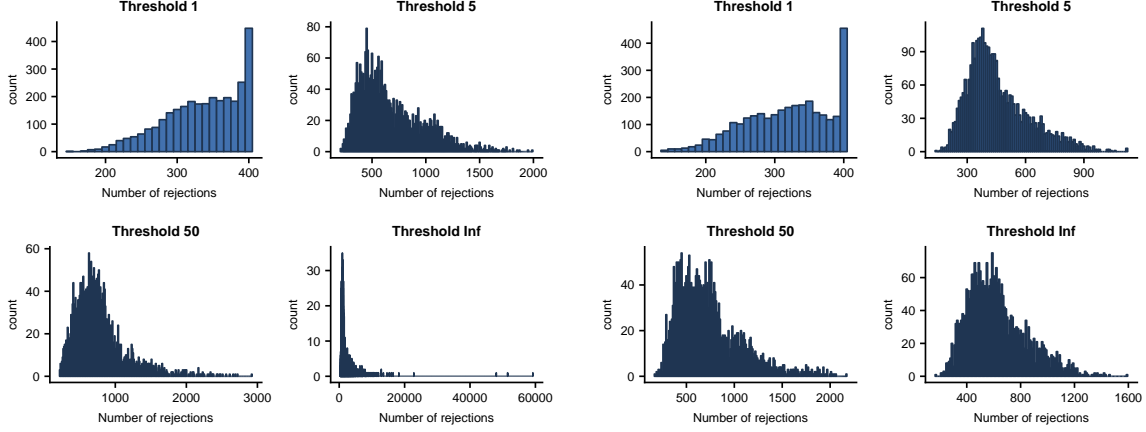 Threshold 1
count
400
300
200
100
0
200
300
400
Number of rejections
Threshold 5
count
80
60
40
20
0
500
1000
1500
2000
Number of rejections
Threshold 1
count
400
300
200
100
0
200
300
400
Number of rejections
Threshold 5
count
90
60
30
0
300
600
900
Number of rejections
Threshold 50
count
60
40
20
0
1000
2000
3000
Number of rejections
Threshold Inf
count
30
20
10
0
0
20000
40000
60000
Number of rejections
Threshold 50
count
40
20
0
500
1000
1500
2000
Number of rejections
Threshold Inf
count
60
40
20
0
400
800
1200
1600
Number of rejections